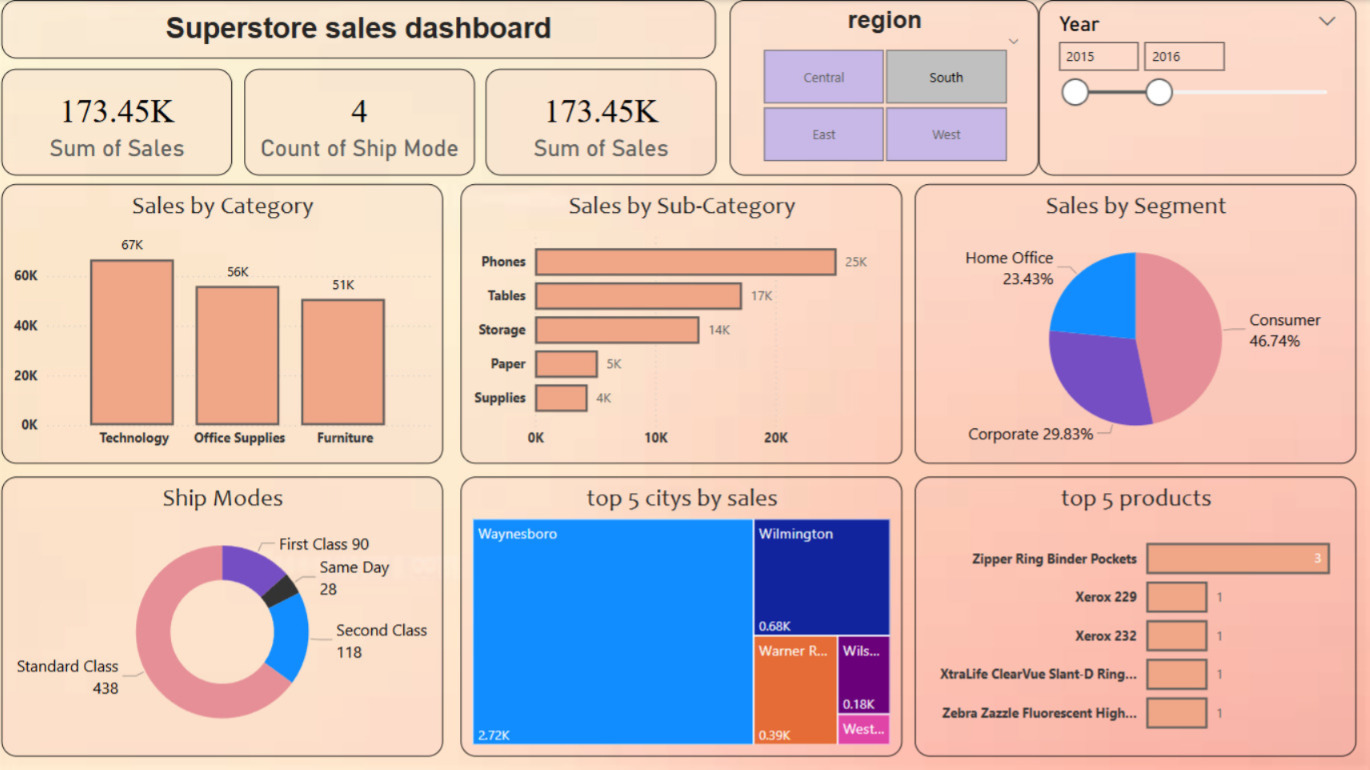 Superstore sales dashboard
region
Central
South
East
West
Year
2015
2016
173.45K
Sum of Sales
4
Count of Ship Mode
173.45K
Sum of Sales
Sales by Category
67K
56K
51K
60K
40K
20K
0K
Technology
Office Supplies
Furniture
Sales by Sub-Category
Phones
25K
Tables
17K
Storage
14K
Paper
5K
Supplies
4K
0K
10K
20K
Sales by Segment
Home Office
23.43%
Consumer
46.74%
Corporate 29.83%
Ship Modes
First Class 90
Same Day
28
Second Class
118
Standard Class
438
top 5 citys by sales
Waynesboro
2.72K
Wilmington
0.68K
Warner R...
0.39K
Wils...
0.18K
West...
top 5 products
Zipper Ring Binder Pockets
3
Xerox 229
1
Xerox 232
1
XtraLife ClearVue Slant-D Ring...
1
Zebra Zazzle Fluorescent High...
1